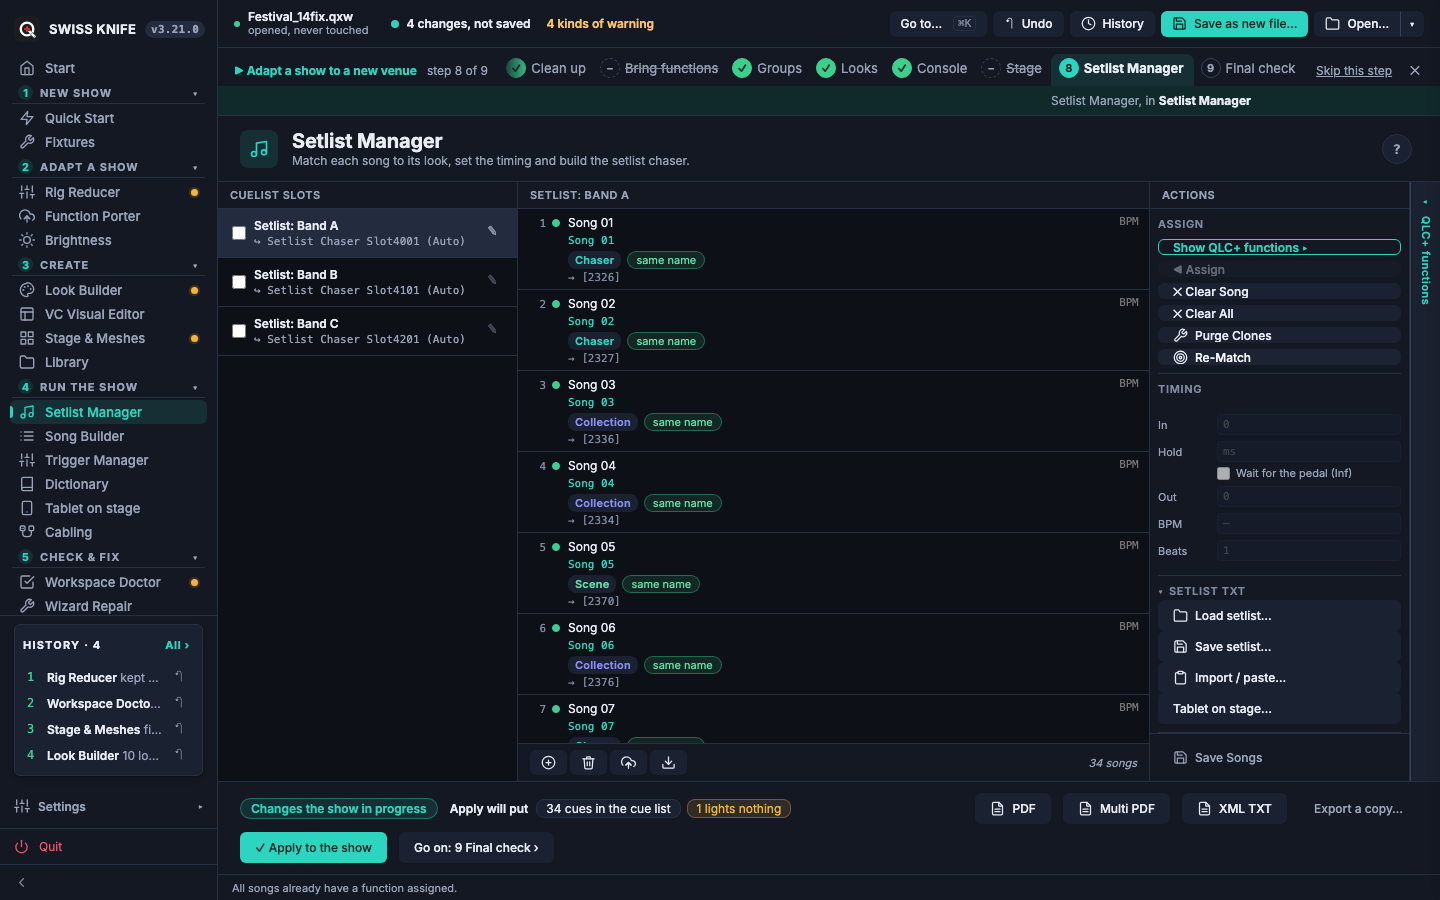 SWISS KNIFE v3.21.0
Start
1 NEW SHOW
Quick Start
Fixtures
2 ADAPT A SHOW
Rig Reducer
Function Porter
Brightness
3 CREATE
Look Builder
VC Visual Editor
Stage & Meshes
Library
4 RUN THE SHOW
Setlist Manager
Song Builder
Trigger Manager
Dictionary
Tablet on stage
Cabling
5 CHECK & FIX
Workspace Doctor
Wizard Repair
HISTORY · 4 All ›
1 Rig Reducer kept ...
2 Workspace Docto...
3 Stage & Meshes fi...
4 Look Builder 10 lo...
Settings
Quit
Festival_14fix.qxw
opened, never touched
4 changes, not saved
4 kinds of warning
Go to... ⌘K
Undo
History
Save as new file...
Open...
Adapt a show to a new venue step 8 of 9
Clean up
Bring functions
Groups
Looks
Console
Stage
8 Setlist Manager
9 Final check
Skip this step
Setlist Manager, in Setlist Manager
Setlist Manager
Match each song to its look, set the timing and build the setlist chaser.
?
CUELIST SLOTS
Setlist: Band A
↪ Setlist Chaser Slot4001 (Auto)
Setlist: Band B
↪ Setlist Chaser Slot4101 (Auto)
Setlist: Band C
↪ Setlist Chaser Slot4201 (Auto)
SETLIST: BAND A
1 Song 01 BPM
Song 01
Chaser same name
→ [2326]
2 Song 02 BPM
Song 02
Chaser same name
→ [2327]
3 Song 03 BPM
Song 03
Collection same name
→ [2336]
4 Song 04 BPM
Song 04
Collection same name
→ [2334]
5 Song 05 BPM
Song 05
Scene same name
→ [2370]
6 Song 06 BPM
Song 06
Collection same name
→ [2376]
7 Song 07 BPM
Song 07
34 songs
ACTIONS
ASSIGN
Show QLC+ functions ▸
◀ Assign
✕ Clear Song
✕ Clear All
Purge Clones
Re-Match
TIMING
In 0
Hold ms
Wait for the pedal (Inf)
Out 0
BPM —
Beats 1
SETLIST TXT
Load setlist...
Save setlist...
Import / paste...
Tablet on stage...
Save Songs
QLC+ functions
Changes the show in progress
Apply will put
34 cues in the cue list
1 lights nothing
PDF
Multi PDF
XML TXT
Export a copy...
✓ Apply to the show
Go on: 9 Final check ›
All songs already have a function assigned.